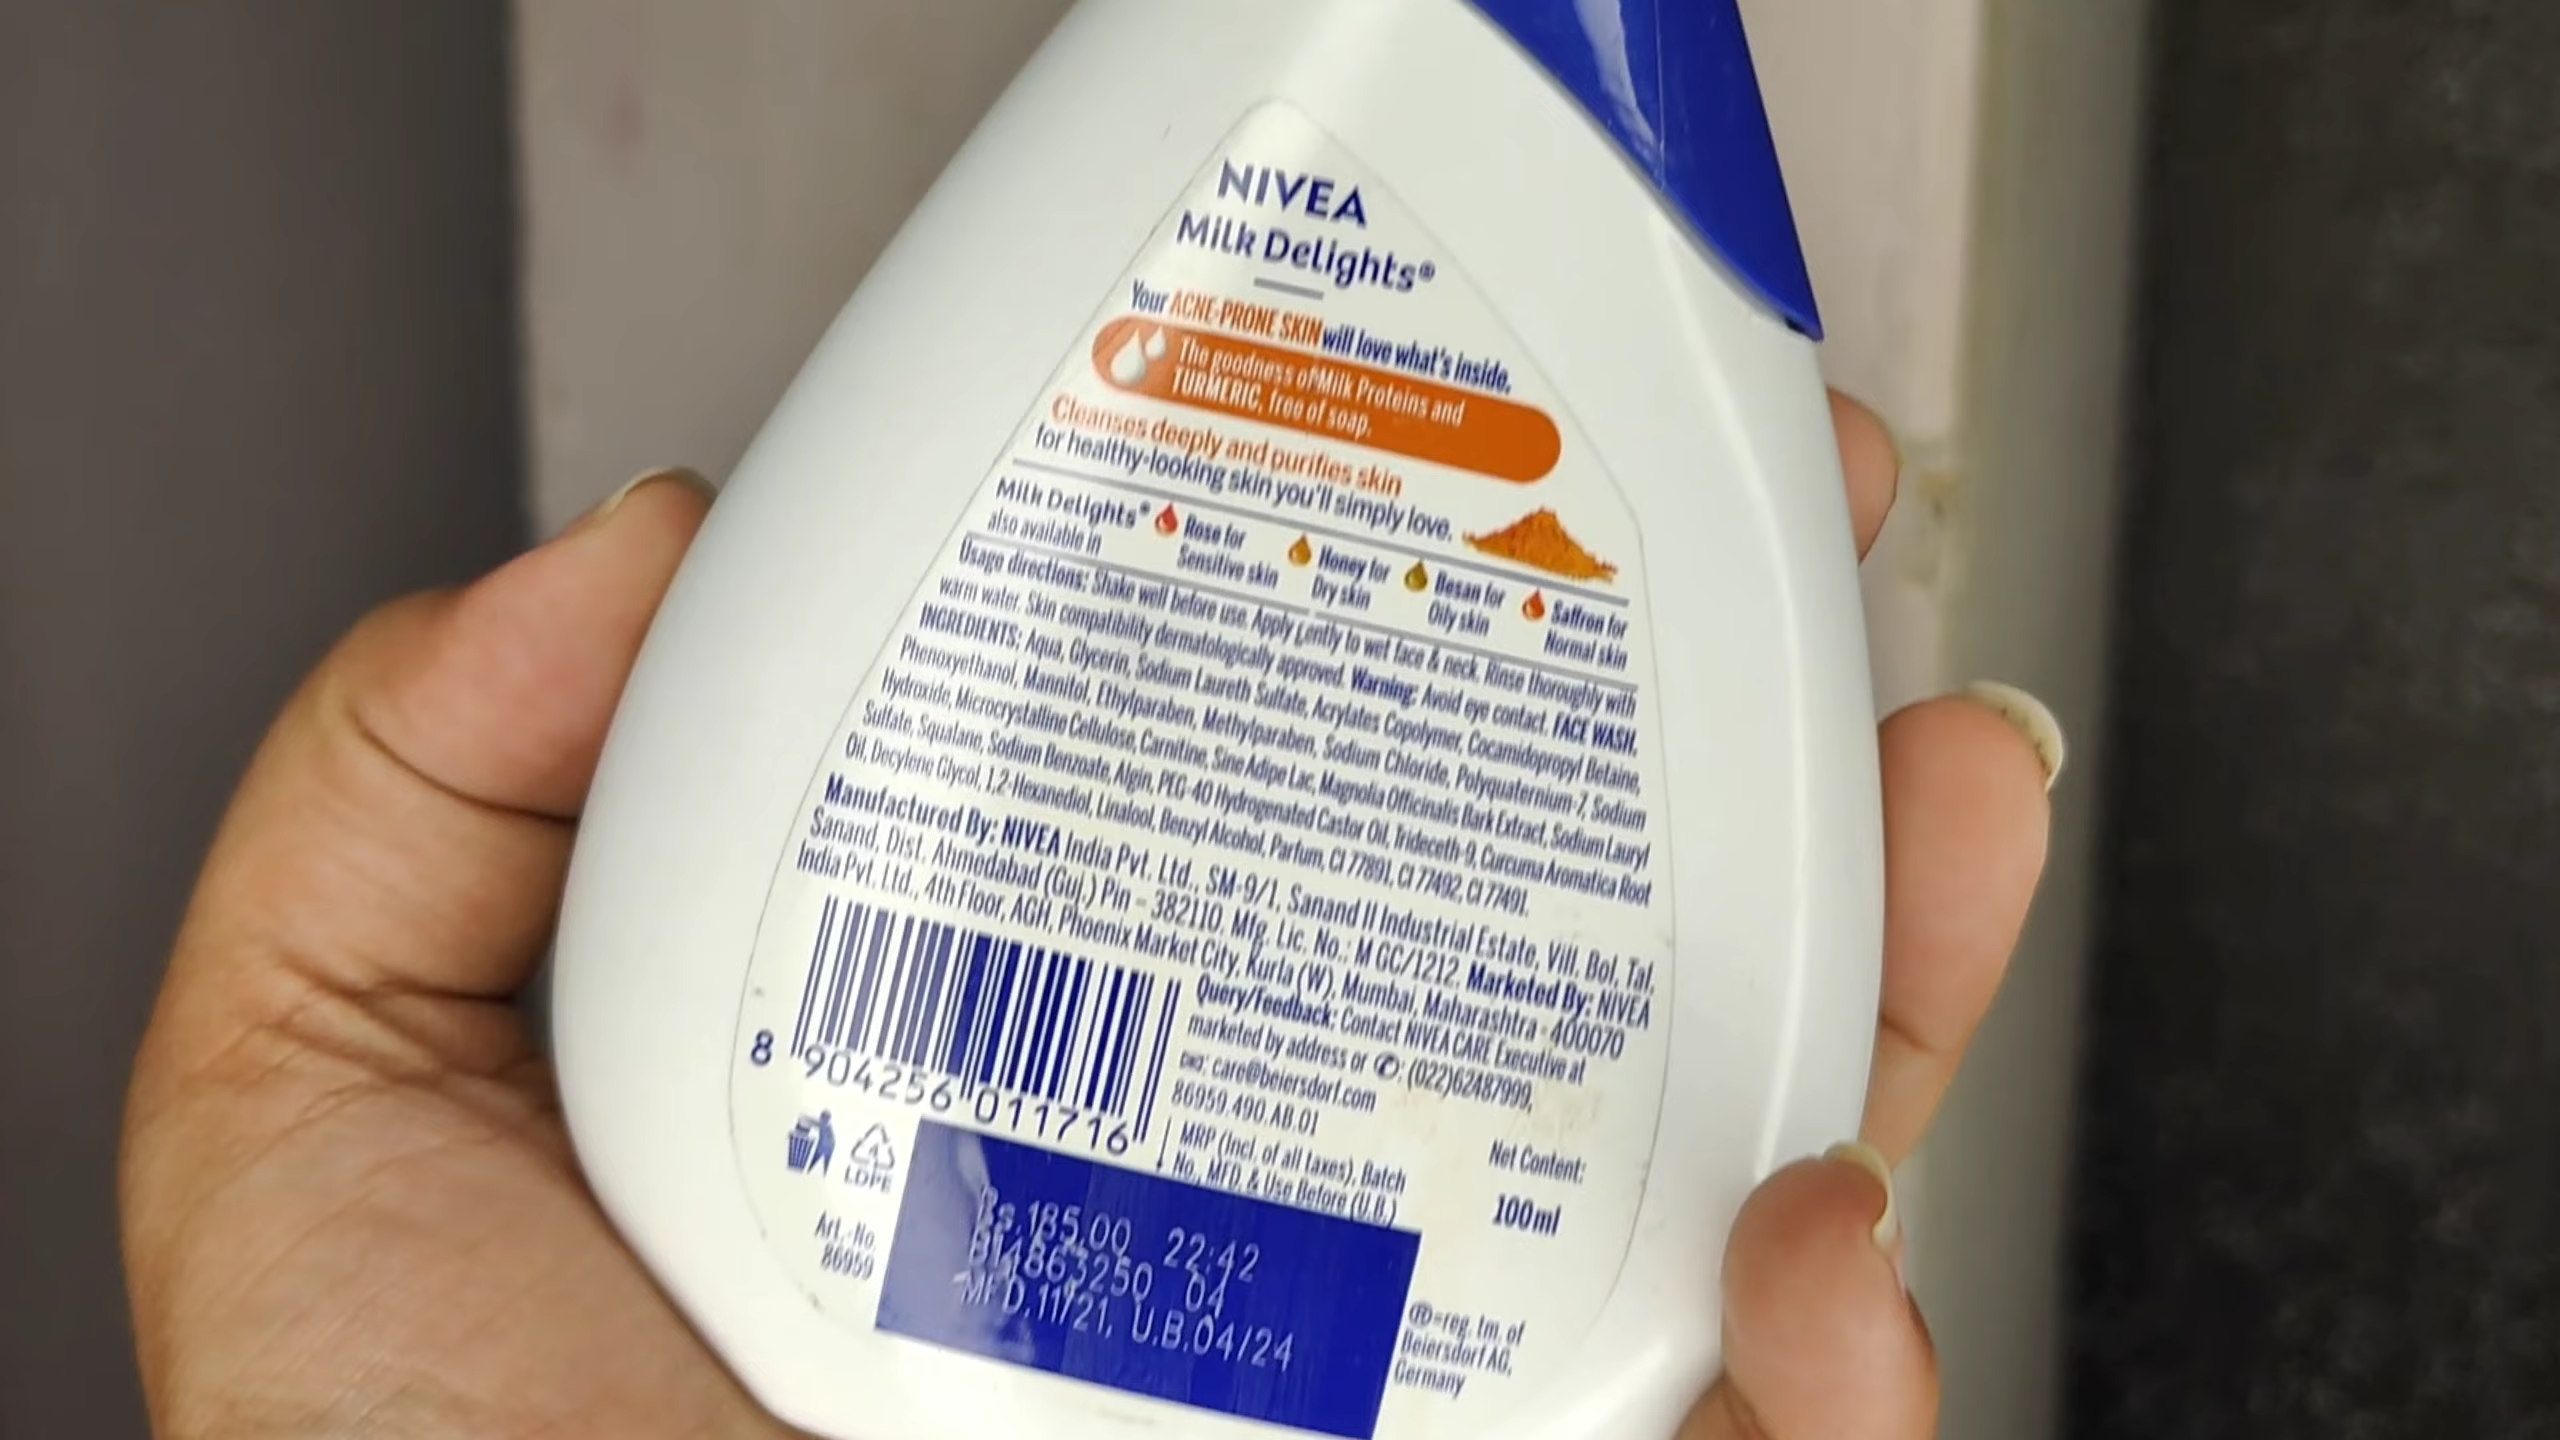 NIVEA
Milk Delights®
Your ACNE-PRONE SKIN will love what's inside.
The goodness of Milk Proteins and
TURMERIC, free of soap.
Cleanses deeply and purifies skin
for healthy-looking skin you'll simply love.
Milk Delights®
also available in
Rose for
Sensitive skin
Honey for
Dry skin
Besan for
Oily skin
Saffron for
Normal skin
Usage directions: Shake well before use. Apply gently to wet face & neck. Rinse thoroughly with
warm water. Skin compatibility dermatologically approved. Warning: Avoid eye contact. FACE WASH.
INGREDIENTS: Aqua, Glycerin, Sodium Laureth Sulfate, Acrylates Copolymer, Cocamidopropyl Betaine,
Phenoxyethanol, Mannitol, Ethylparaben, Methylparaben, Sodium Chloride, Polyquaternium-7, Sodium
Hydroxide, Microcrystalline Cellulose, Carnitine, Sine Adipe Lac, Magnolia Officinalis Bark Extract, Sodium Lauryl
Sulfate, Squalane, Sodium Benzoate, Algin, PEG-40 Hydrogenated Castor Oil, Trideceth-9, Curcuma Aromatica Root
Oil, Decylene Glycol, 1,2-Hexanediol, Linalool, Benzyl Alcohol, Parfum, CI 77891, CI 77492, CI 77491.
Manufactured By: NIVEA India Pvt. Ltd., SM-9/1, Sanand II Industrial Estate, Vill. Bol, Tal.
Sanand, Dist. Ahmedabad (Guj.) Pin - 382110. Mfg. Lic. No.: M GC/1212. Marketed By: NIVEA
India Pvt. Ltd., 4th Floor, AGH, Phoenix Market City, Kurla (W), Mumbai, Maharashtra - 400070
Query/Feedback: Contact NIVEA CARE Executive at
marketed by address or ✆: (022)62487999,
✉: care@beiersdorf.com
86959.490.AB.01
8 904256 011716
MRP (Incl. of all taxes), Batch
No., MFD. & Use Before (U.B.)
Net Content:
100ml
4
LDPE
Art.-No.
86959
Rs.185.00 22:42
B14863250 04
MFD.11/21, U.B.04/24
®=reg. tm. of
Beiersdorf AG,
Germany